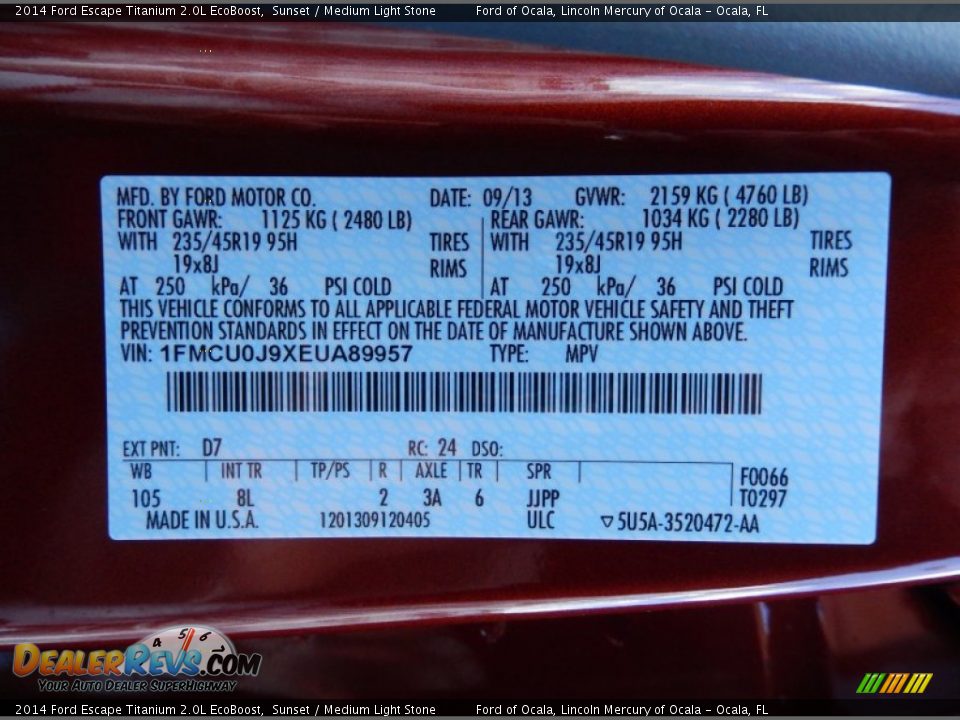 2014 Ford Escape Titanium 2.0L EcoBoost, Sunset / Medium Light Stone Ford of Ocala, Lincoln Mercury of Ocala - Ocala, FL
MFD. BY FORD MOTOR CO. DATE: 09/13 GVWR: 2159 KG ( 4760 LB)
FRONT GAWR: 1125 KG ( 2480 LB) REAR GAWR: 1034 KG ( 2280 LB)
WITH 235/45R19 95H TIRES WITH 235/45R19 95H TIRES
19x8J RIMS 19x8J RIMS
AT 250 kPa/ 36 PSI COLD AT 250 kPa/ 36 PSI COLD
THIS VEHICLE CONFORMS TO ALL APPLICABLE FEDERAL MOTOR VEHICLE SAFETY AND THEFT
PREVENTION STANDARDS IN EFFECT ON THE DATE OF MANUFACTURE SHOWN ABOVE.
VIN: 1FMCU0J9XEUA89957 TYPE: MPV
EXT PNT: D7 RC: 24 DSO:
WB INT TR TP/PS R AXLE TR SPR F0066
105 8L 2 3A 6 JJPP T0297
MADE IN U.S.A. 1201309120405 ULC ▽5U5A-3520472-AA
4 5 6
DEALERREVS.COM
YOUR AUTO DEALER SUPERHIGHWAY
2014 Ford Escape Titanium 2.0L EcoBoost, Sunset / Medium Light Stone Ford of Ocala, Lincoln Mercury of Ocala - Ocala, FL